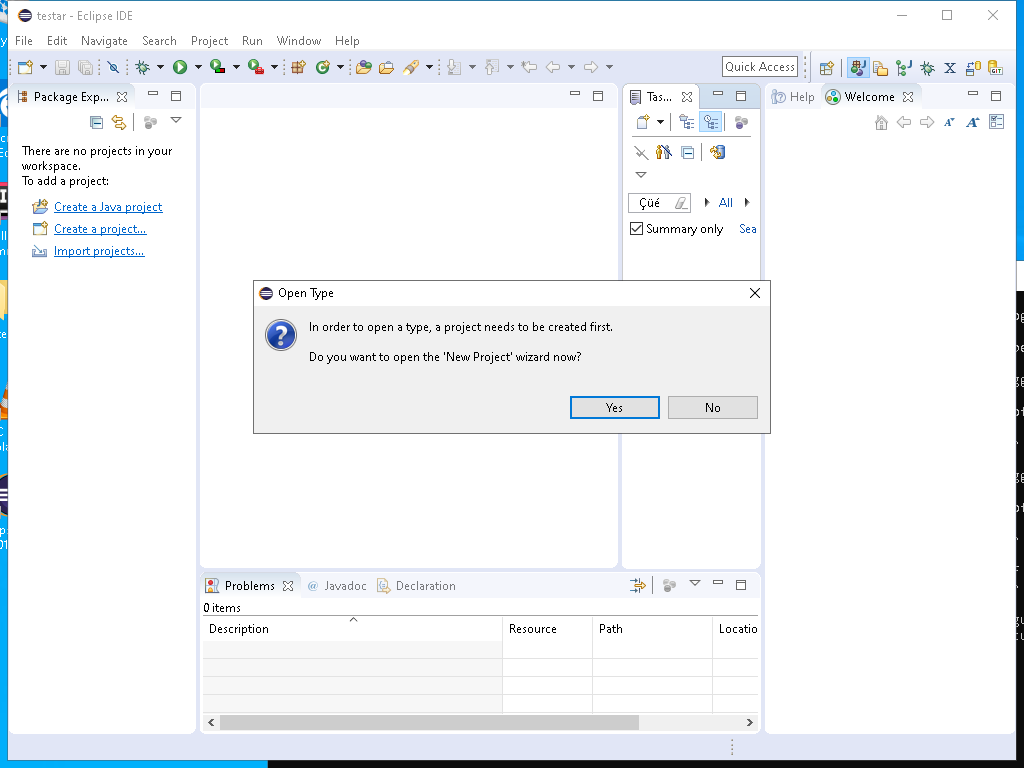 testar - Eclipse IDE
File Edit Navigate Search Project Run Window Help
Quick Access
Package Exp...
Tas...
Help
Welcome
There are no projects in your
workspace.
To add a project:
Create a Java project
Create a project...
Import projects...
Çüé
All
Summary only
Sea
Open Type
In order to open a type, a project needs to be created first.
Do you want to open the 'New Project' wizard now?
Yes
No
Problems
Javadoc
Declaration
0 items
Description Resource Path Locatio